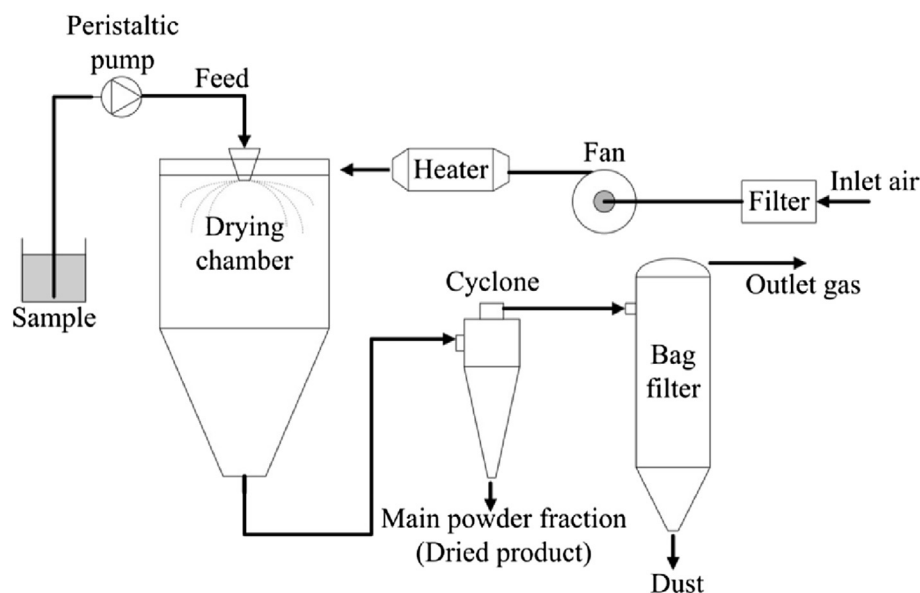 Peristaltic
pump
Feed
Heater
Fan
Filter
Inlet air
Drying
chamber
Sample
Cyclone
Outlet gas
Bag
filter
Main powder fraction
(Dried product)
Dust